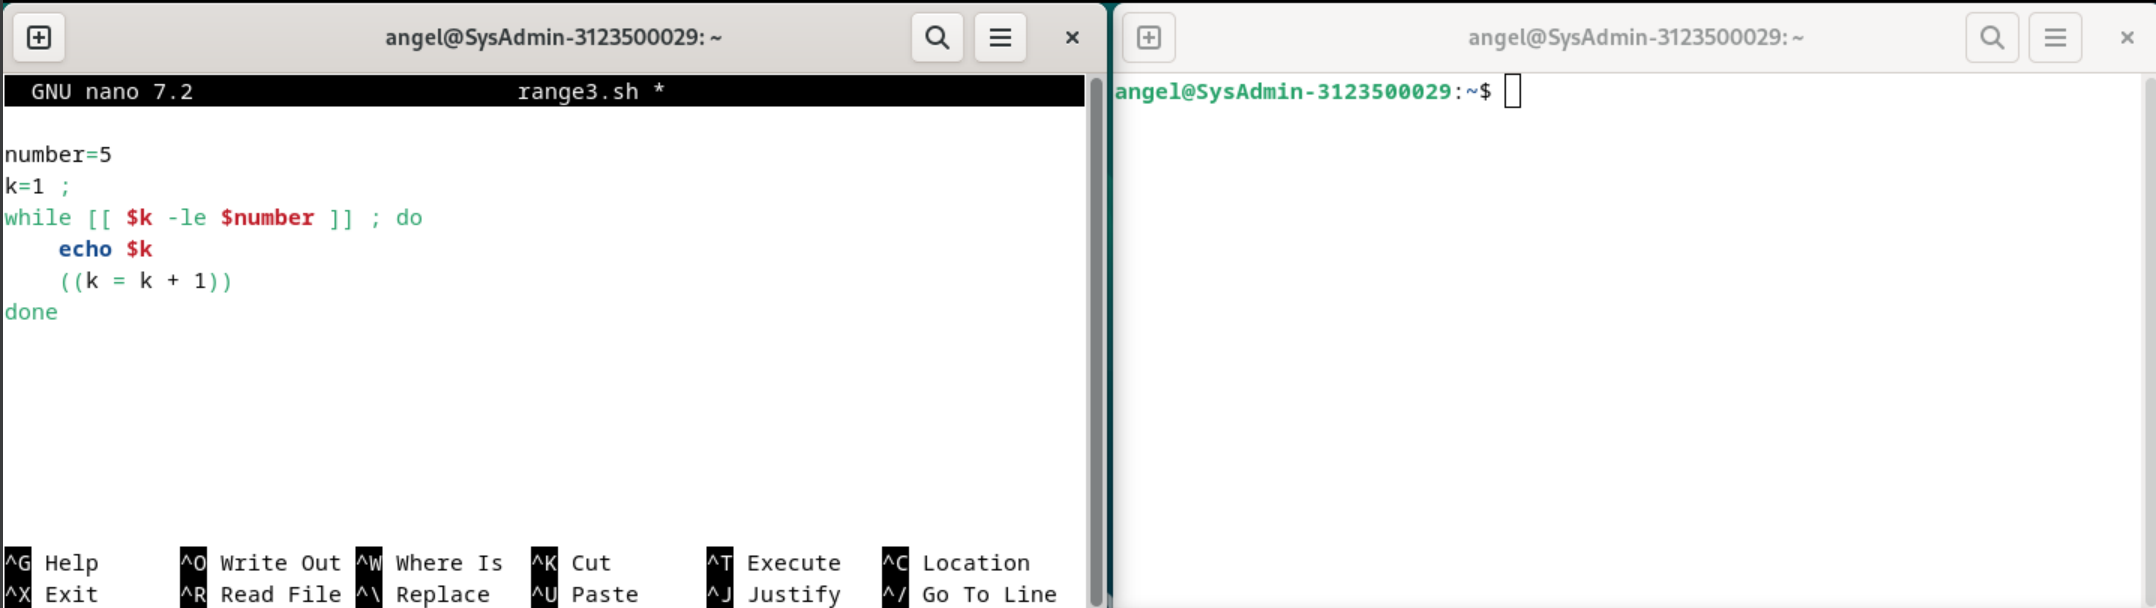 angel@SysAdmin-3123500029: ~
GNU nano 7.2 range3.sh *
number=5
k=1 ;
while [[ $k -le $number ]] ; do
    echo $k
    ((k = k + 1))
done
^G Help ^O Write Out ^W Where Is ^K Cut ^T Execute ^C Location
^X Exit ^R Read File ^\ Replace ^U Paste ^J Justify ^/ Go To Line
angel@SysAdmin-3123500029: ~
angel@SysAdmin-3123500029:~$